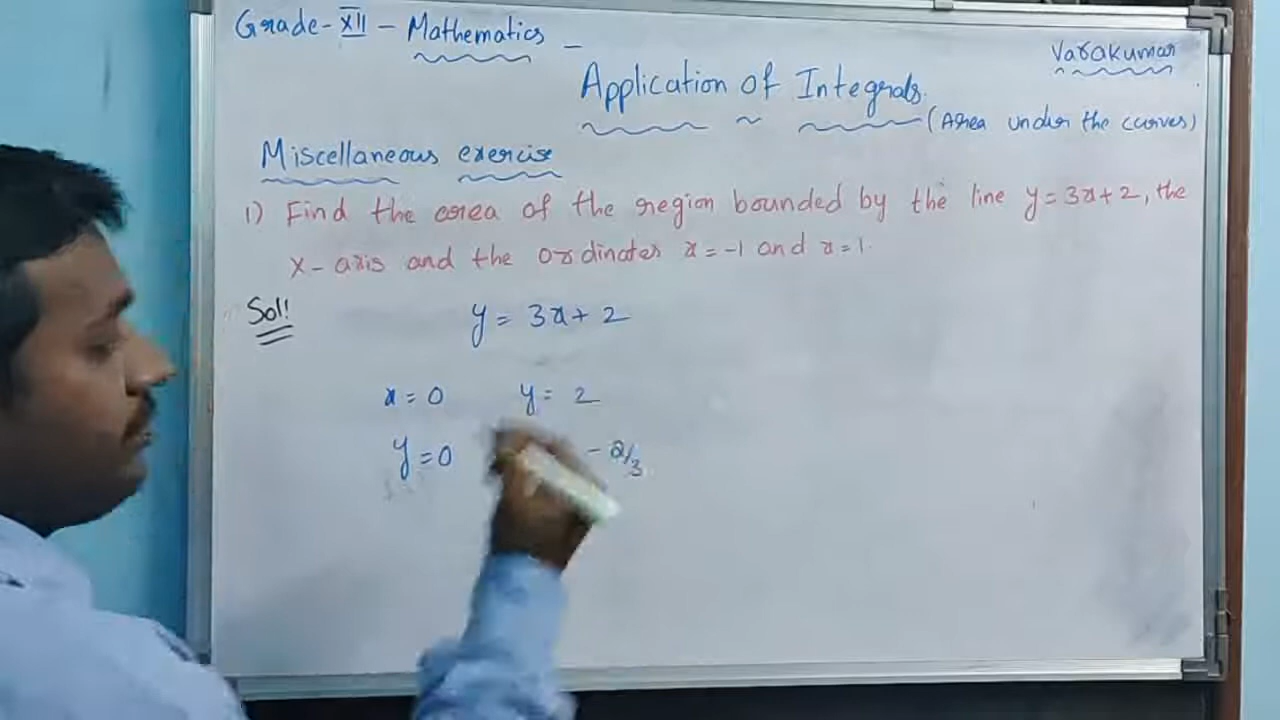 Grade-XII - Mathematics -
Varakumar
Application of Integrals.
(Area under the curves)
Miscellaneous exercise
1) Find the area of the region bounded by the line y=3x+2, the
x-axis and the ordinates x=-1 and x=1.
Sol!
y = 3x+2
x=0 y=2
y=0 -2/3